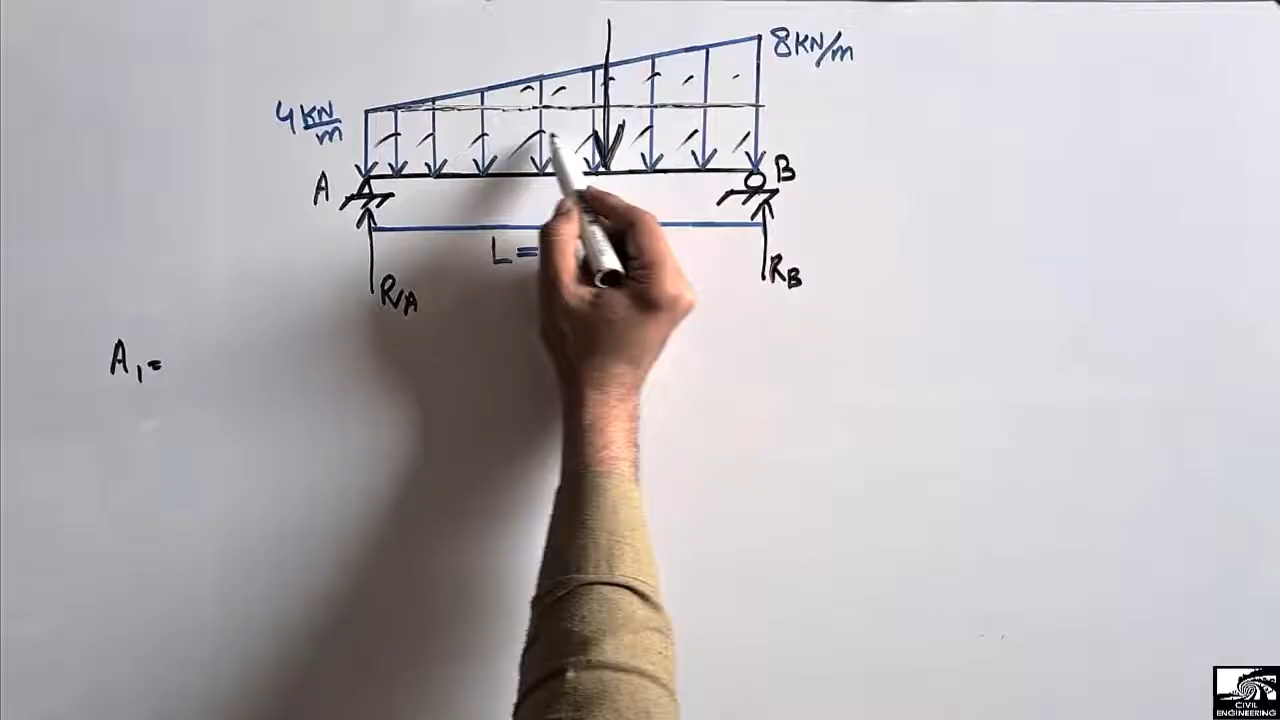 8KN/m
4KN/m
A
B
L=
RA
RB
A₁=
CIVIL
ENGINEERING